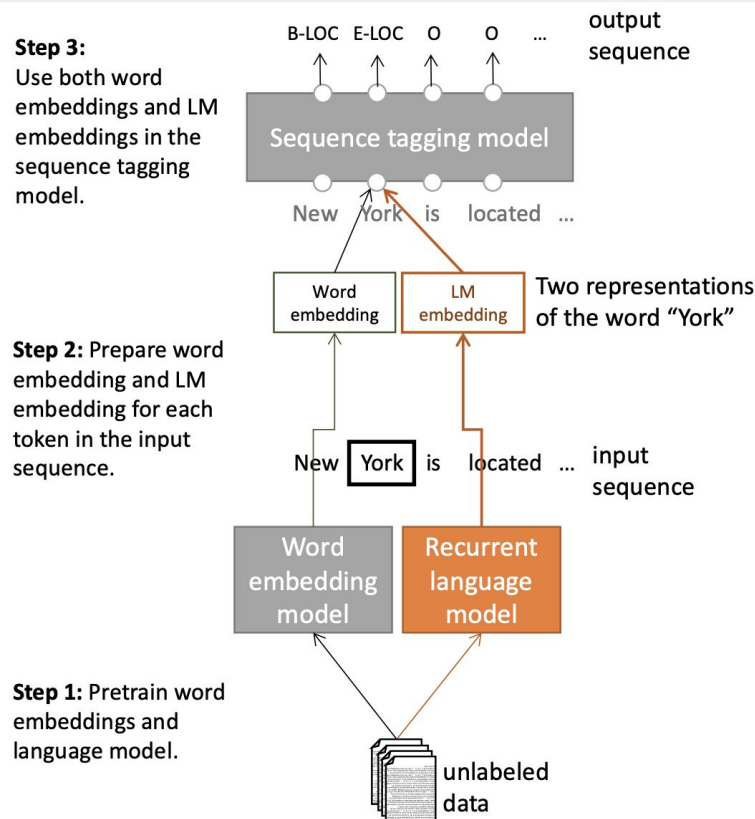 B-LOC E-LOC O O ...
output
sequence
Step 3:
Use both word
embeddings and LM
embeddings in the
sequence tagging
model.
Sequence tagging model
New York is located ...
Word
embedding
LM
embedding
Two representations
of the word “York”
Step 2: Prepare word
embedding and LM
embedding for each
token in the input
sequence.
New York is located ...
input
sequence
Word
embedding
model
Recurrent
language
model
Step 1: Pretrain word
embeddings and
language model.
unlabeled
data